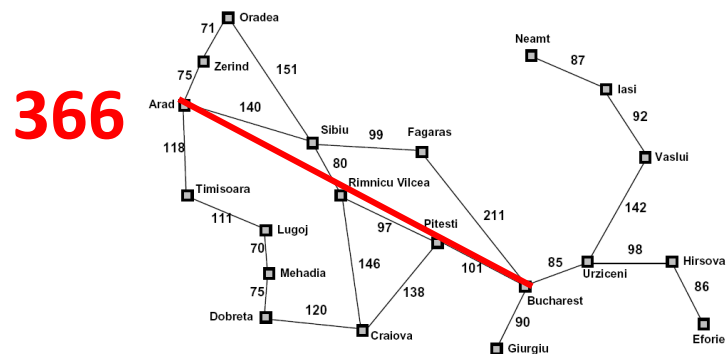 Oradea
71
Neamt
87
Zerind
75
151
Iasi
366
Arad
140
92
Sibiu
99
Fagaras
118
80
Vaslui
Rimnicu Vilcea
Timisoara
211
142
111
Lugoj
97
Pitesti
70
98
Hirsova
146
101
85
Urziceni
Mehadia
138
86
75
Bucharest
120
90
Dobreta
Craiova
Eforie
Giurgiu